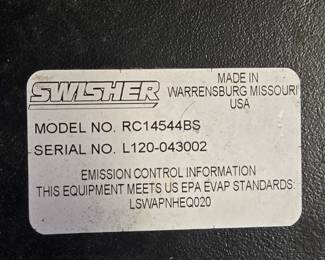 SWISHER
MADE IN
WARRENSBURG MISSOURI
USA
MODEL NO. RC14544BS
SERIAL NO. L120-043002
EMISSION CONTROL INFORMATION
THIS EQUIPMENT MEETS US EPA EVAP STANDARDS:
LSWAPNHEQ020